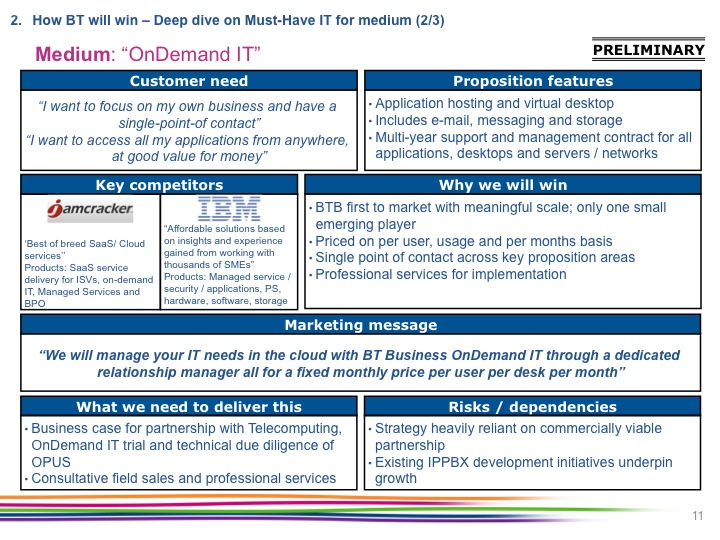 2. How BT will win – Deep dive on Must-Have IT for medium (2/3)
Medium: “OnDemand IT”
PRELIMINARY
Customer need
“I want to focus on my own business and have a
single-point-of contact”
“I want to access all my applications from anywhere,
at good value for money”
Proposition features
• Application hosting and virtual desktop
• Includes e-mail, messaging and storage
• Multi-year support and management contract for all
applications, desktops and servers / networks
Key competitors
jamcracker
‘Best of breed SaaS/ Cloud
services’’
Products: SaaS service
delivery for ISVs, on-demand
IT, Managed Services and
BPO
IBM
“Affordable solutions based
on insights and experience
gained from working with
thousands of SMEs”
Products: Managed service /
security / applications, PS,
hardware, software, storage
Why we will win
• BTB first to market with meaningful scale; only one small
emerging player
• Priced on per user, usage and per months basis
• Single point of contact across key proposition areas
• Professional services for implementation
Marketing message
“We will manage your IT needs in the cloud with BT Business OnDemand IT through a dedicated
relationship manager all for a fixed monthly price per user per desk per month”
What we need to deliver this
• Business case for partnership with Telecomputing,
OnDemand IT trial and technical due diligence of
OPUS
• Consultative field sales and professional services
Risks / dependencies
• Strategy heavily reliant on commercially viable
partnership
• Existing IPPBX development initiatives underpin
growth
11